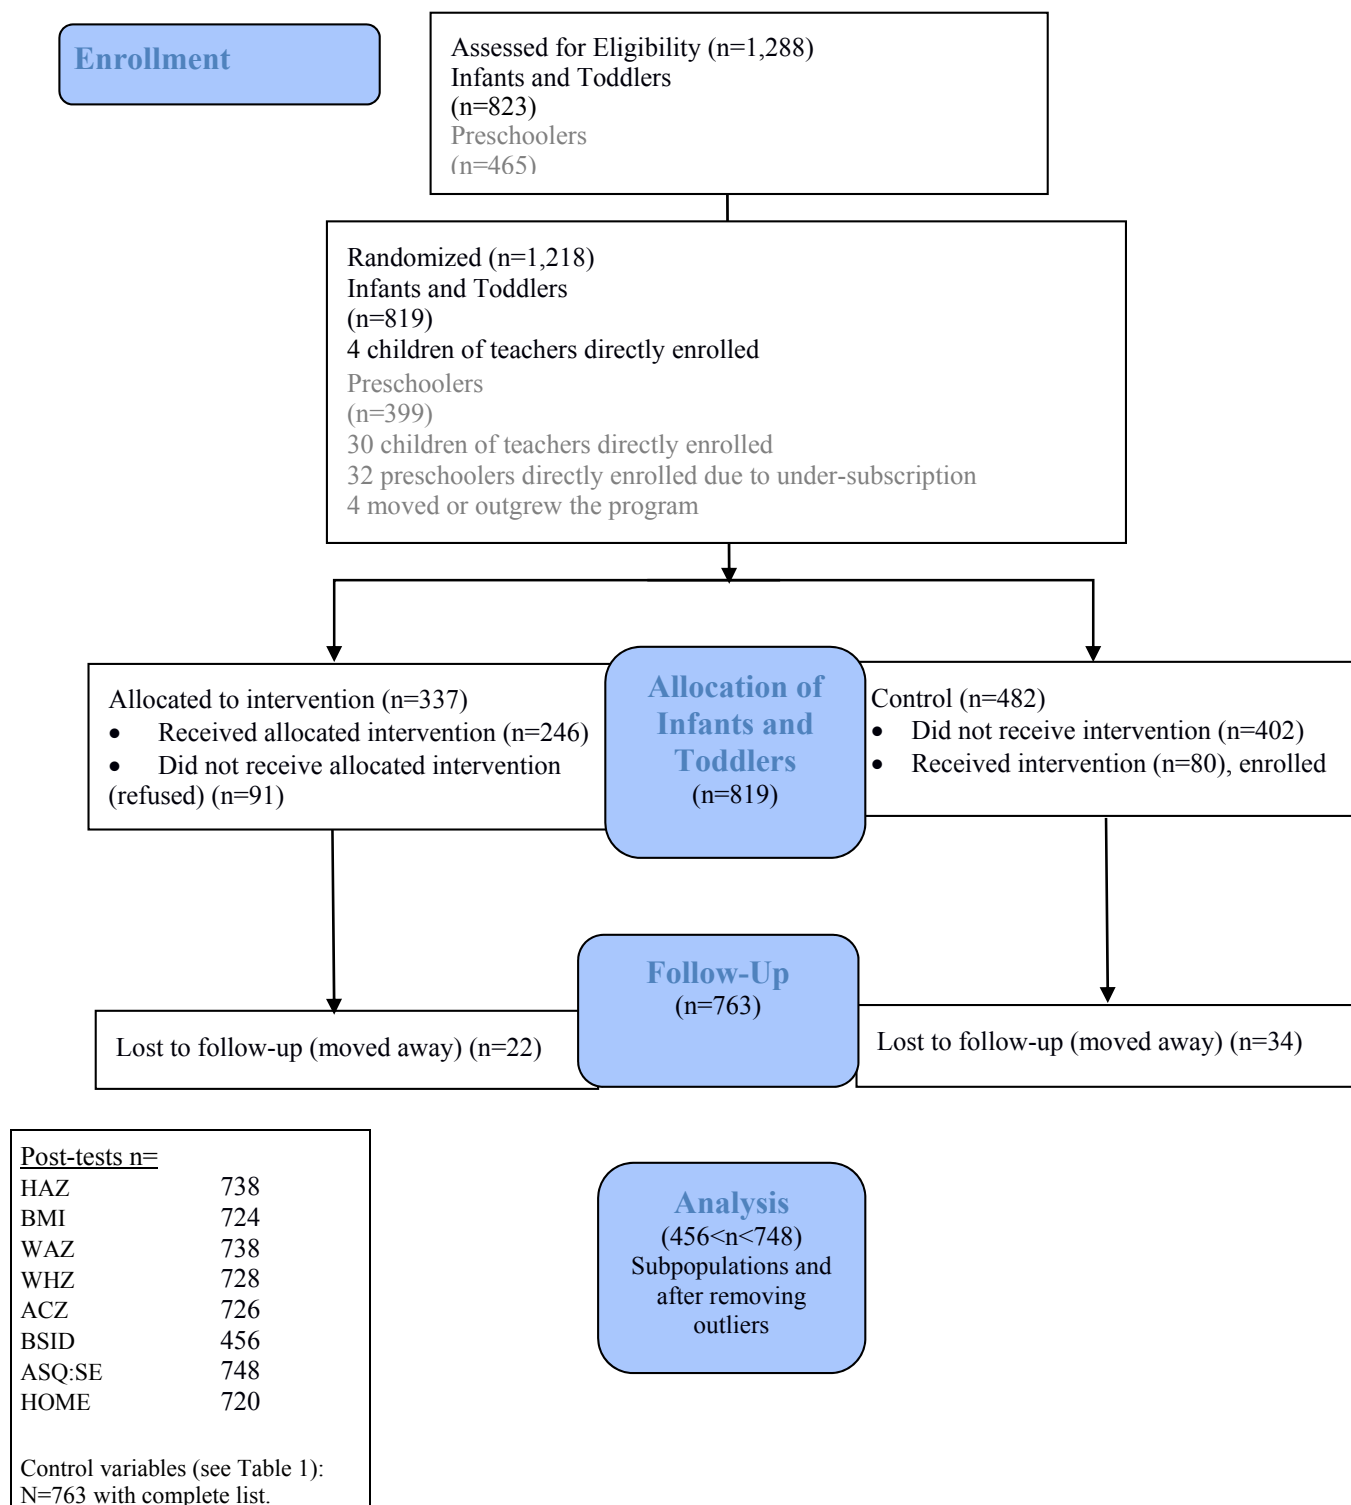 Enrollment
Assessed for Eligibility (n=1,288)
Infants and Toddlers
(n=823)
Preschoolers
(n=465)
Randomized (n=1,218)
Infants and Toddlers
(n=819)
4 children of teachers directly enrolled
Preschoolers
(n=399)
30 children of teachers directly enrolled
32 preschoolers directly enrolled due to under-subscription
4 moved or outgrew the program
Allocated to intervention (n=337)
• Received allocated intervention (n=246)
• Did not receive allocated intervention
(refused) (n=91)
Allocation of
Infants and
Toddlers
(n=819)
Control (n=482)
• Did not receive intervention (n=402)
• Received intervention (n=80), enrolled
Lost to follow-up (moved away) (n=22)
Follow-Up
(n=763)
Lost to follow-up (moved away) (n=34)
Post-tests n=
HAZ 738
BMI 724
WAZ 738
WHZ 728
ACZ 726
BSID 456
ASQ:SE 748
HOME 720
Control variables (see Table 1):
N=763 with complete list.
Analysis
(456<n<748)
Subpopulations and
after removing
outliers